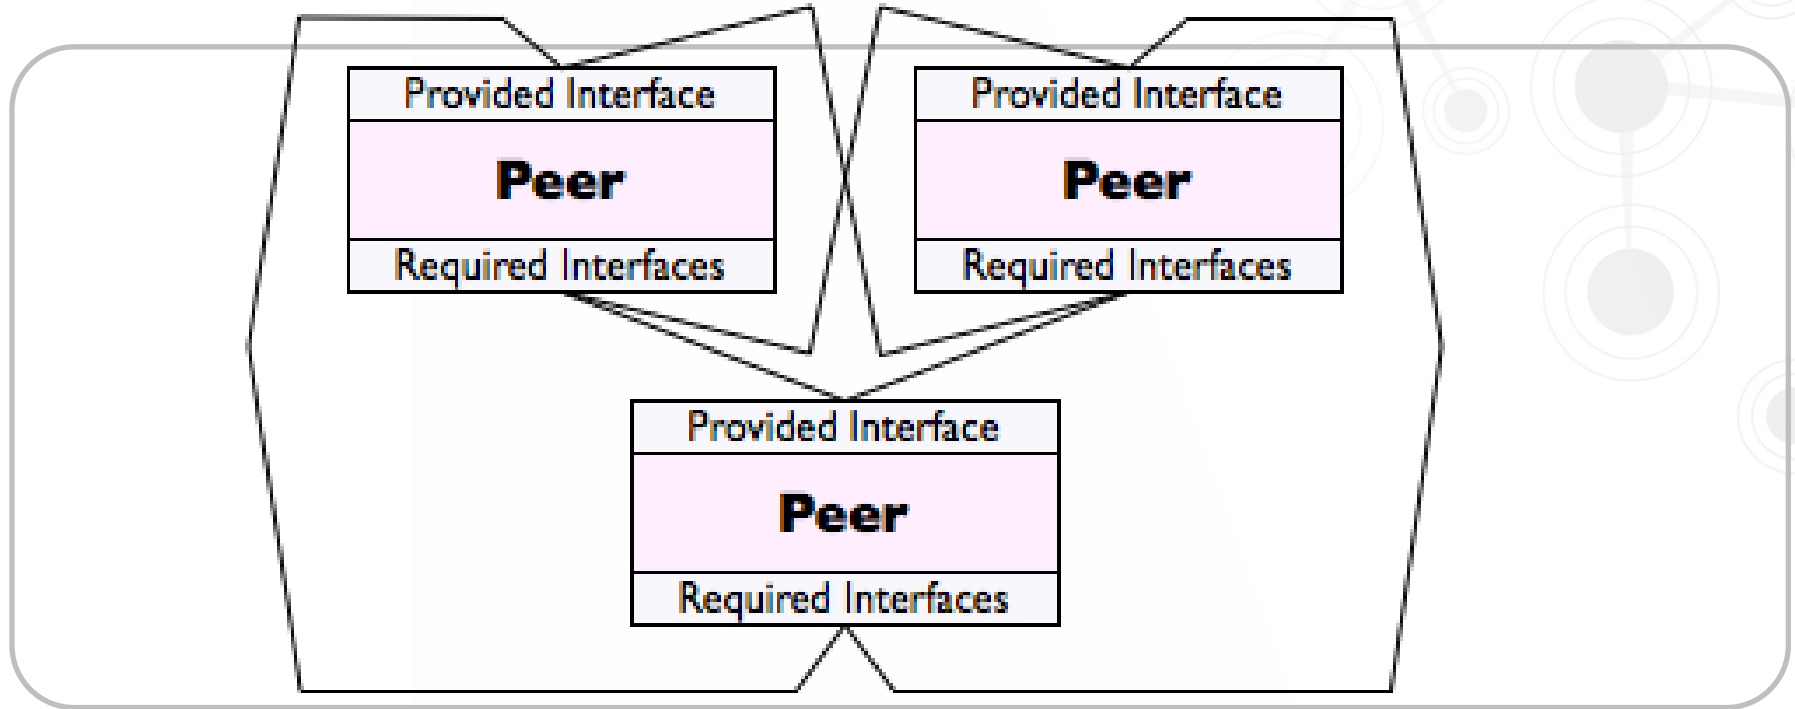 Provided Interface
Peer
Required Interfaces
Provided Interface
Peer
Required Interfaces
Provided Interface
Peer
Required Interfaces